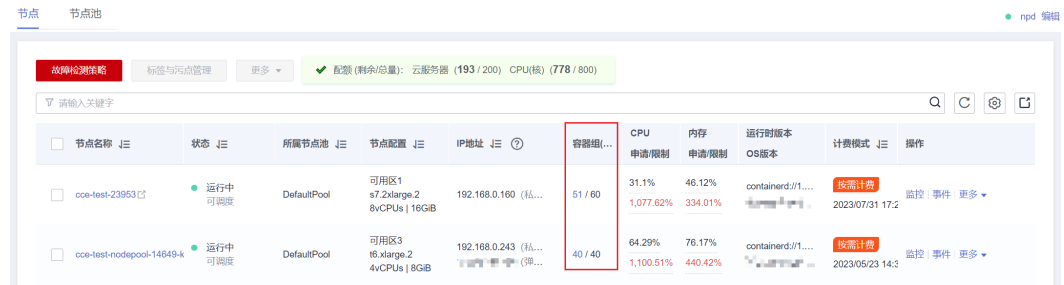 节点 节点池
npd 编辑
故障检测策略 标签与污点管理 更多 配额 (剩余/总量): 云服务器 (193 / 200) CPU(核) (778 / 800)
请输入关键字
节点名称 状态 所属节点池 节点配置 IP地址 容器组(... CPU 申请/限制 内存 申请/限制 运行时版本 OS版本 计费模式 操作
cce-test-23953 运行中 可调度 DefaultPool 可用区1 s7.2xlarge.2 8vCPUs | 16GiB 192.168.0.160 (私... 51 / 60 31.1% 1,077.62% 46.12% 334.01% containerd://1.... 按需计费 2023/07/31 17:2 监控 事件 更多
cce-test-nodepool-14649-k 运行中 可调度 DefaultPool 可用区3 t6.xlarge.2 4vCPUs | 8GiB 192.168.0.243 (私... (弹... 40 / 40 64.29% 1,100.51% 76.17% 440.42% containerd://1.... 按需计费 2023/05/23 14:3 监控 事件 更多